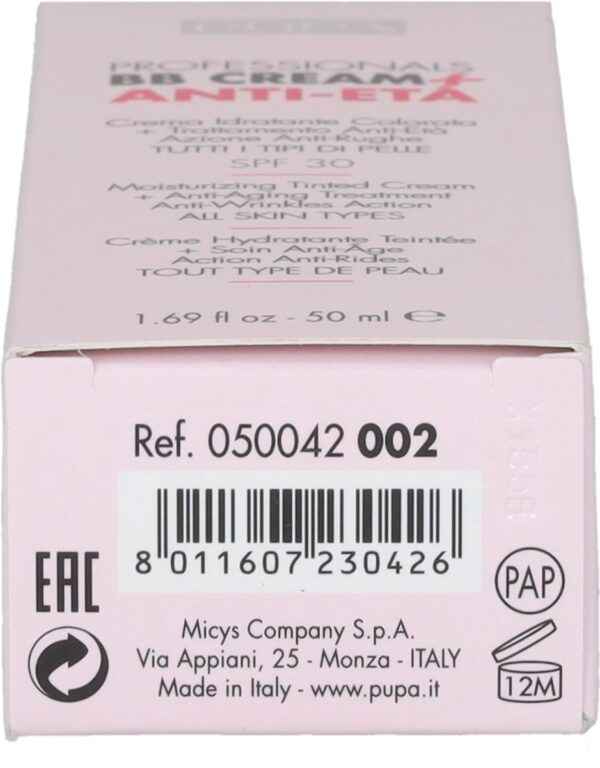 PROFESSIONALS
BB CREAM+
ANTI-ETÀ
Crema Idratante Colorata
+ Trattamento Anti-Età
Azione Anti-Rughe
TUTTI I TIPI DI PELLE
SPF 30
Moisturizing Tinted Cream
+ Anti-Aging Treatment
Anti-Wrinkles Action
ALL SKIN TYPES
Crème Hydratante Teintée
+ Soin Anti-Âge
Action Anti-Rides
TOUT TYPE DE PEAU
1.69 fl oz - 50 ml ℮
Ref. 050042 002
8 011607 230426
EAC
PAP
Micys Company S.p.A.
Via Appiani, 25 - Monza - ITALY
Made in Italy - www.pupa.it
12M